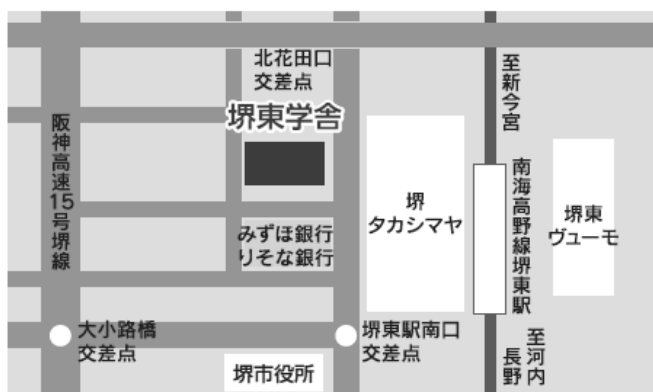 北花田口
交差点
堺東学舎
阪神高速15号堺線
みずほ銀行
りそな銀行
堺
タカシマヤ
至新今宮
南海高野線堺東駅
堺東
ヴューモ
至河内
長野
大小路橋
交差点
堺東駅南口
交差点
堺市役所